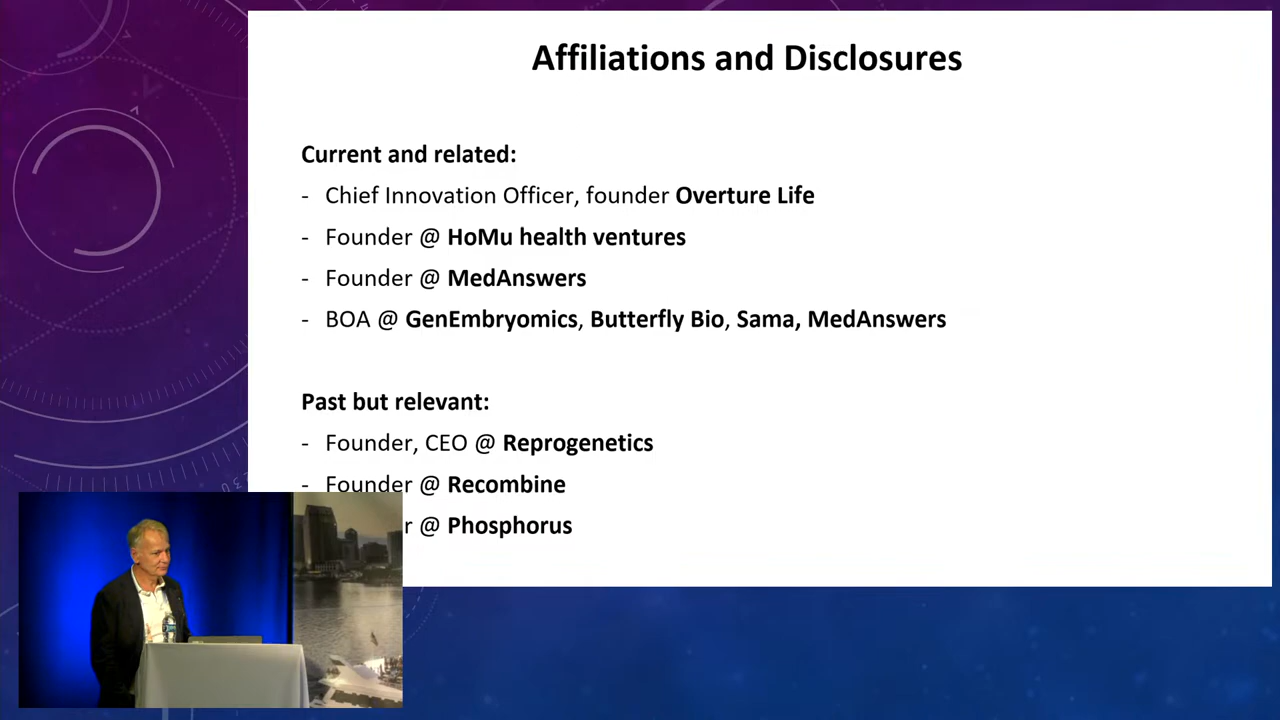 Affiliations and Disclosures
Current and related:
- Chief Innovation Officer, founder Overture Life
- Founder @ HoMu health ventures
- Founder @ MedAnswers
- BOA @ GenEmbryomics, Butterfly Bio, Sama, MedAnswers
Past but relevant:
- Founder, CEO @ Reprogenetics
- Founder @ Recombine
r @ Phosphorus